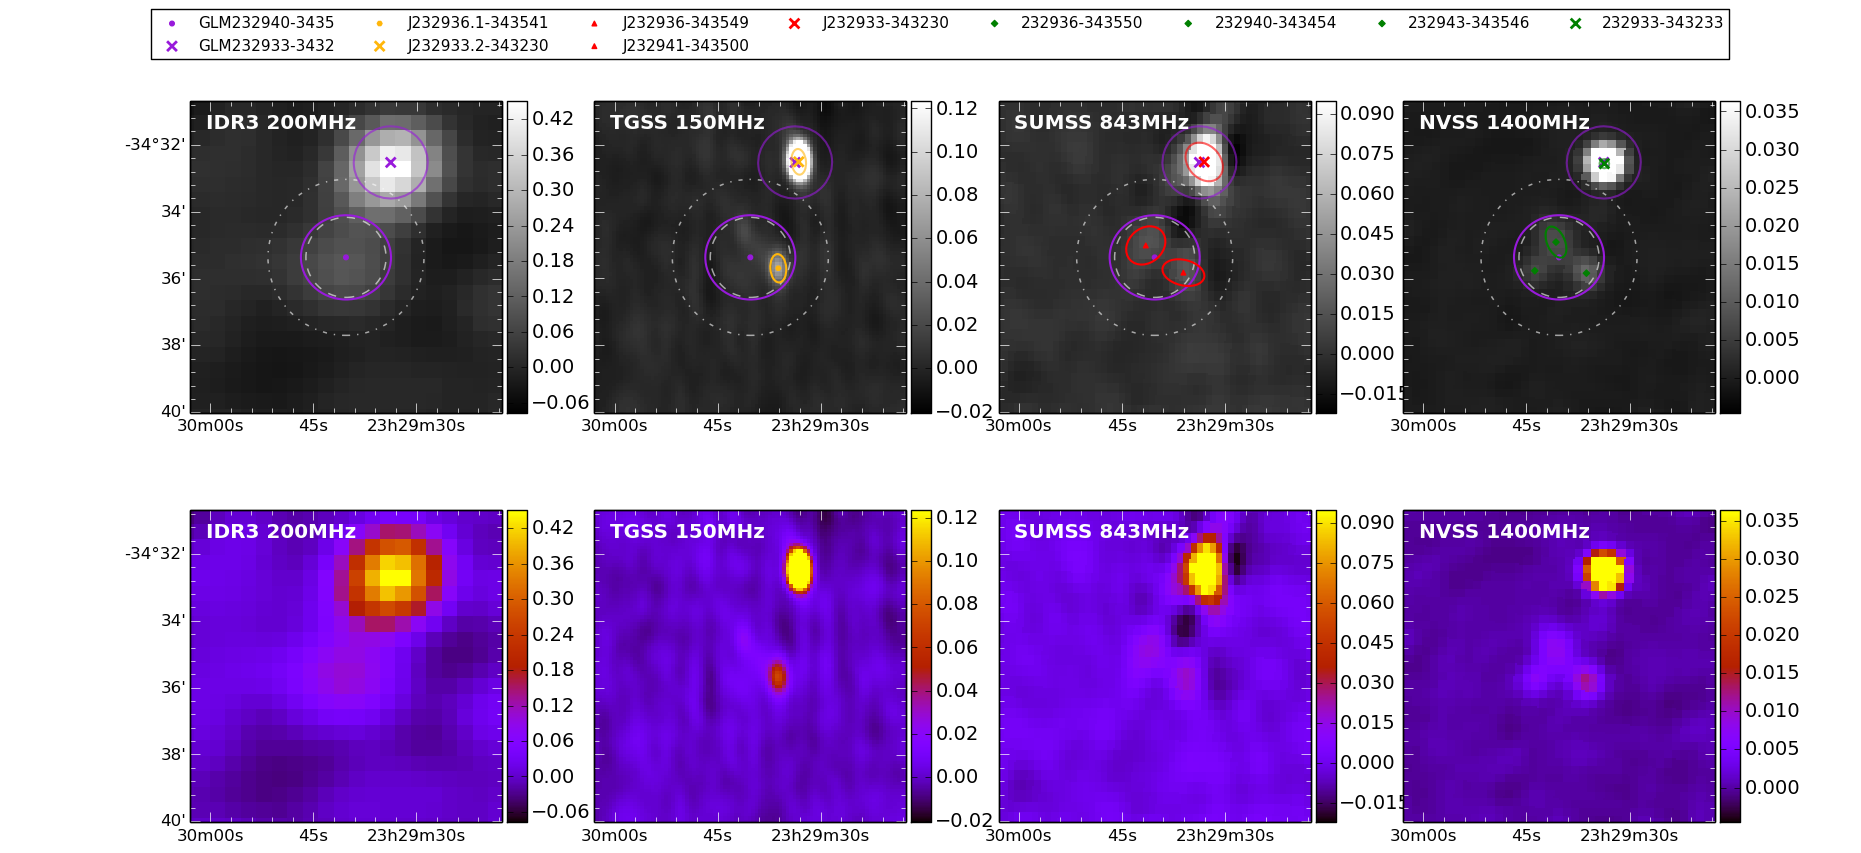 GLM232940-3435 J232936.1-343541 J232936-343549 J232933-343230 232936-343550 232940-343454 232943-343546 232933-343233
GLM232933-3432 J232933.2-343230 J232941-343500
IDR3 200MHz TGSS 150MHz SUMSS 843MHz NVSS 1400MHz
-34°32' 34' 36' 38' 40'
0.42 0.36 0.30 0.24 0.18 0.12 0.06 0.00 −0.06
0.12 0.10 0.08 0.06 0.04 0.02 0.00 −0.02
0.090 0.075 0.060 0.045 0.030 0.015 0.000 −0.015
0.035 0.030 0.025 0.020 0.015 0.010 0.005 0.000
30m00s 45s 23h29m30s 30m00s 45s 23h29m30s 30m00s 45s 23h29m30s 30m00s 45s 23h29m30s
IDR3 200MHz TGSS 150MHz SUMSS 843MHz NVSS 1400MHz
-34°32' 34' 36' 38' 40'
0.42 0.36 0.30 0.24 0.18 0.12 0.06 0.00 −0.06
0.12 0.10 0.08 0.06 0.04 0.02 0.00 −0.02
0.090 0.075 0.060 0.045 0.030 0.015 0.000 −0.015
0.035 0.030 0.025 0.020 0.015 0.010 0.005 0.000
30m00s 45s 23h29m30s 30m00s 45s 23h29m30s 30m00s 45s 23h29m30s 30m00s 45s 23h29m30s